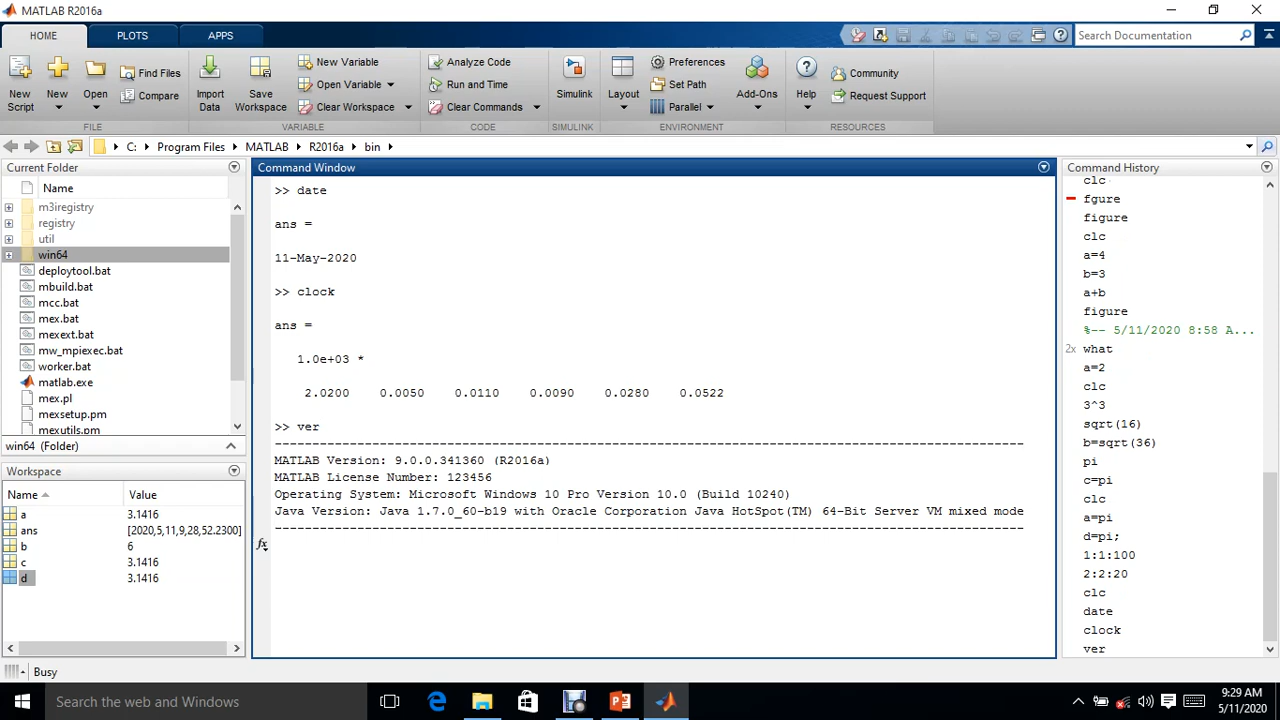 MATLAB R2016a
HOME PLOTS APPS
Search Documentation
New Script
New
Open
Find Files
Compare
Import Data
Save Workspace
New Variable
Open Variable
Clear Workspace
Analyze Code
Run and Time
Clear Commands
Simulink
Layout
Preferences
Set Path
Parallel
Add-Ons
Help
Community
Request Support
FILE VARIABLE CODE SIMULINK ENVIRONMENT RESOURCES
C: Program Files MATLAB R2016a bin
Current Folder
Name
m3iregistry
registry
util
win64
deploytool.bat
mbuild.bat
mcc.bat
mex.bat
mexext.bat
mw_mpiexec.bat
worker.bat
matlab.exe
mex.pl
mexsetup.pm
mexutils.pm
win64 (Folder)
Workspace
Name Value
a 3.1416
ans [2020,5,11,9,28,52.2300]
b 6
c 3.1416
d 3.1416
Command Window
>> date
ans =
11-May-2020
>> clock
ans =
1.0e+03 *
2.0200 0.0050 0.0110 0.0090 0.0280 0.0522
>> ver
----------------------------------------------------------------------------------------------------
MATLAB Version: 9.0.0.341360 (R2016a)
MATLAB License Number: 123456
Operating System: Microsoft Windows 10 Pro Version 10.0 (Build 10240)
Java Version: Java 1.7.0_60-b19 with Oracle Corporation Java HotSpot(TM) 64-Bit Server VM mixed mode
----------------------------------------------------------------------------------------------------
fx
Command History
clc
fgure
figure
clc
a=4
b=3
a+b
figure
%-- 5/11/2020 8:58 A...
2x what
a=2
clc
3^3
sqrt(16)
b=sqrt(36)
pi
c=pi
clc
a=pi
d=pi;
1:1:100
2:2:20
clc
date
clock
ver
Busy
Search the web and Windows
9:29 AM
5/11/2020